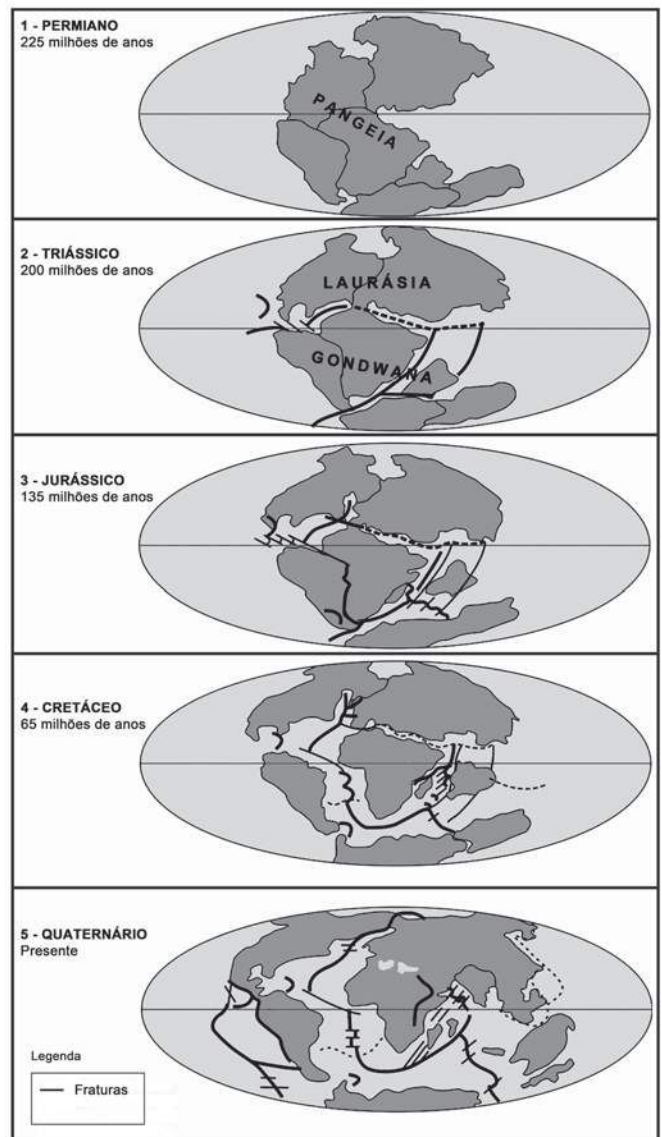 1 - PERMIANO
225 milhões de anos
PANGEIA
2 - TRIÁSSICO
200 milhões de anos
LAURÁSIA
GONDWANA
3 - JURÁSSICO
135 milhões de anos
4 - CRETÁCEO
65 milhões de anos
5 - QUATERNÁRIO
Presente
Legenda
Fraturas